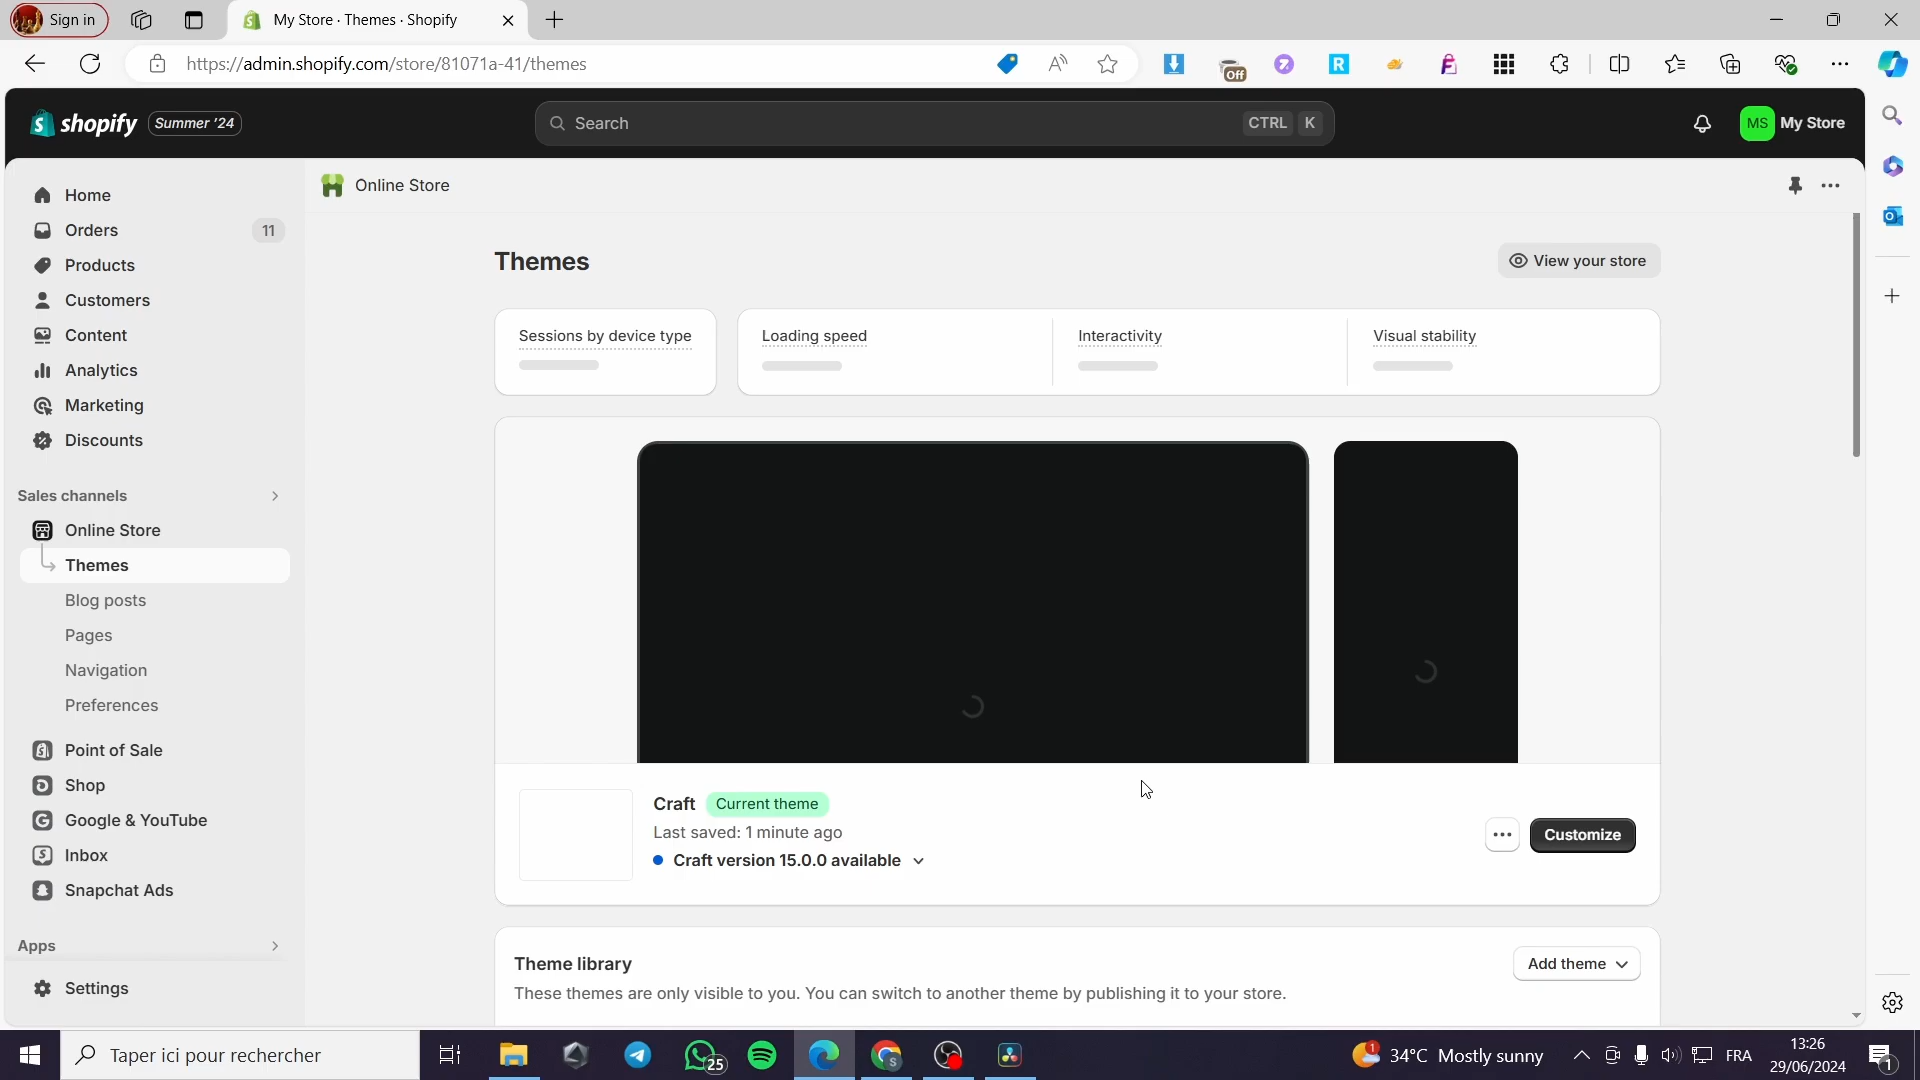 Sign in
My Store · Themes · Shopify
https://admin.shopify.com/store/81071a-41/themes
Off
shopify
Summer '24
Search
CTRL K
MS
My Store
Home
Orders
11
Products
Customers
Content
Analytics
Marketing
Discounts
Sales channels
Online Store
Themes
Blog posts
Pages
Navigation
Preferences
Point of Sale
Shop
Google & YouTube
Inbox
Snapchat Ads
Apps
Settings
Online Store
Themes
View your store
Sessions by device type
Loading speed
Interactivity
Visual stability
Craft
Current theme
Last saved: 1 minute ago
Craft version 15.0.0 available
Customize
Theme library
Add theme
These themes are only visible to you. You can switch to another theme by publishing it to your store.
Taper ici pour rechercher
25
1
34°C Mostly sunny
FRA
13:26
29/06/2024
1